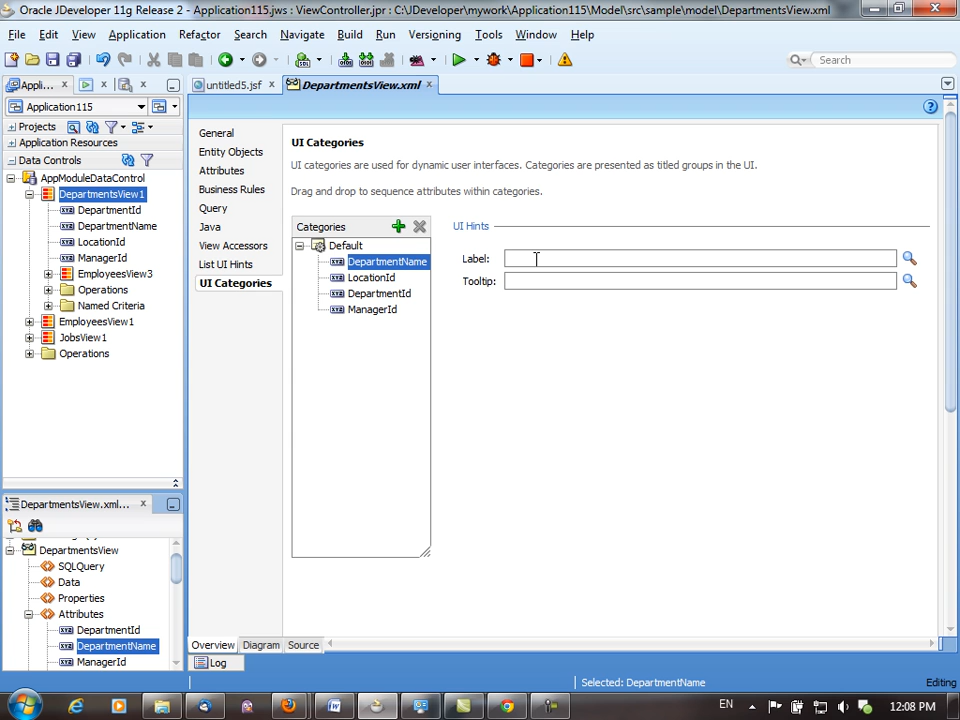 Oracle JDeveloper 11g Release 2 - Application115.jws : ViewController.jpr : C:\JDeveloper\mywork\Application115\Model\src\sample\model\DepartmentsView.xml
File Edit View Application Refactor Search Navigate Build Run Versioning Tools Window Help
Search
Appli...
untitled5.jsf
DepartmentsView.xml
Application115
Projects
Application Resources
Data Controls
AppModuleDataControl
DepartmentsView1
DepartmentId
DepartmentName
LocationId
ManagerId
EmployeesView3
Operations
Named Criteria
EmployeesView1
JobsView1
Operations
DepartmentsView.xml...
DepartmentsView
SQLQuery
Data
Properties
Attributes
DepartmentId
DepartmentName
ManagerId
General
Entity Objects
Attributes
Business Rules
Query
Java
View Accessors
List UI Hints
UI Categories
UI Categories
UI categories are used for dynamic user interfaces. Categories are presented as titled groups in the UI.
Drag and drop to sequence attributes within categories.
Categories
Default
DepartmentName
LocationId
DepartmentId
ManagerId
UI Hints
Label:
Tooltip:
Overview Diagram Source
Log
Selected: DepartmentName
Editing
EN
12:08 PM